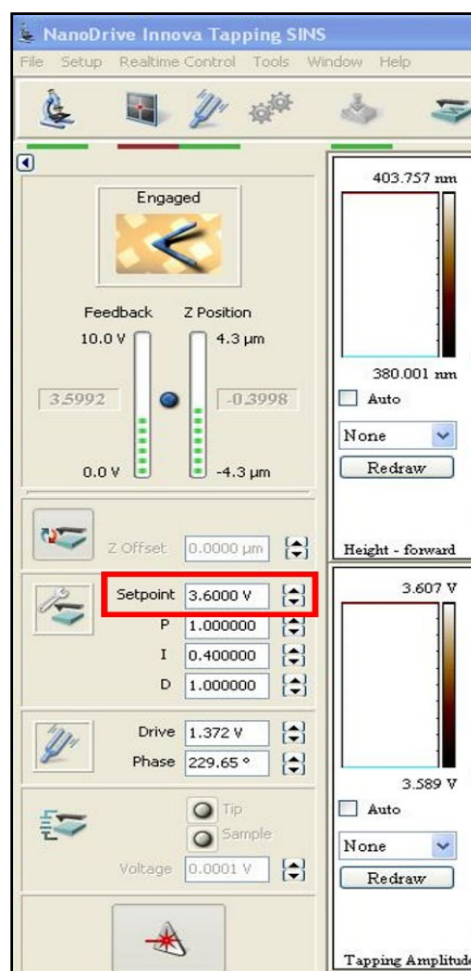 NanoDrive Innova Tapping SINS
File Setup Realtime Control Tools Window Help
Engaged
Feedback Z Position
10.0 V 4.3 µm
3.5992 -0.3998
0.0 V -4.3 µm
Z Offset 0.0000 µm
Setpoint 3.6000 V
P 1.000000
I 0.400000
D 1.000000
Drive 1.372 V
Phase 229.65 °
Tip
Sample
Voltage 0.0001 V
403.757 nm
380.001 nm
Auto
None
Redraw
Height - forward
3.607 V
3.589 V
Auto
None
Redraw
Tapping Amplitude